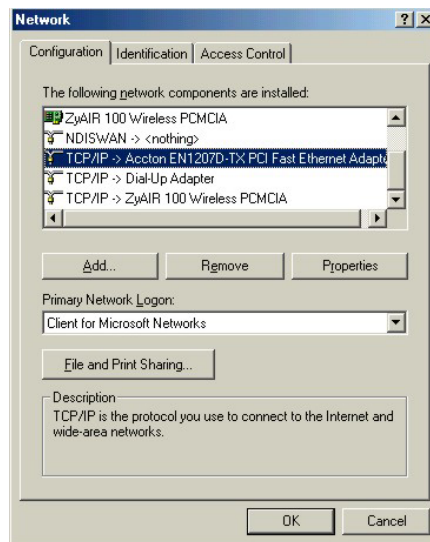 Network
Configuration Identification Access Control
The following network components are installed:
ZyAIR 100 Wireless PCMCIA
NDISWAN -> <nothing>
TCP/IP -> Accton EN1207D-TX PCI Fast Ethernet Adapte
TCP/IP -> Dial-Up Adapter
TCP/IP -> ZyAIR 100 Wireless PCMCIA
Add... Remove Properties
Primary Network Logon:
Client for Microsoft Networks
File and Print Sharing...
Description
TCP/IP is the protocol you use to connect to the Internet and
wide-area networks.
OK Cancel